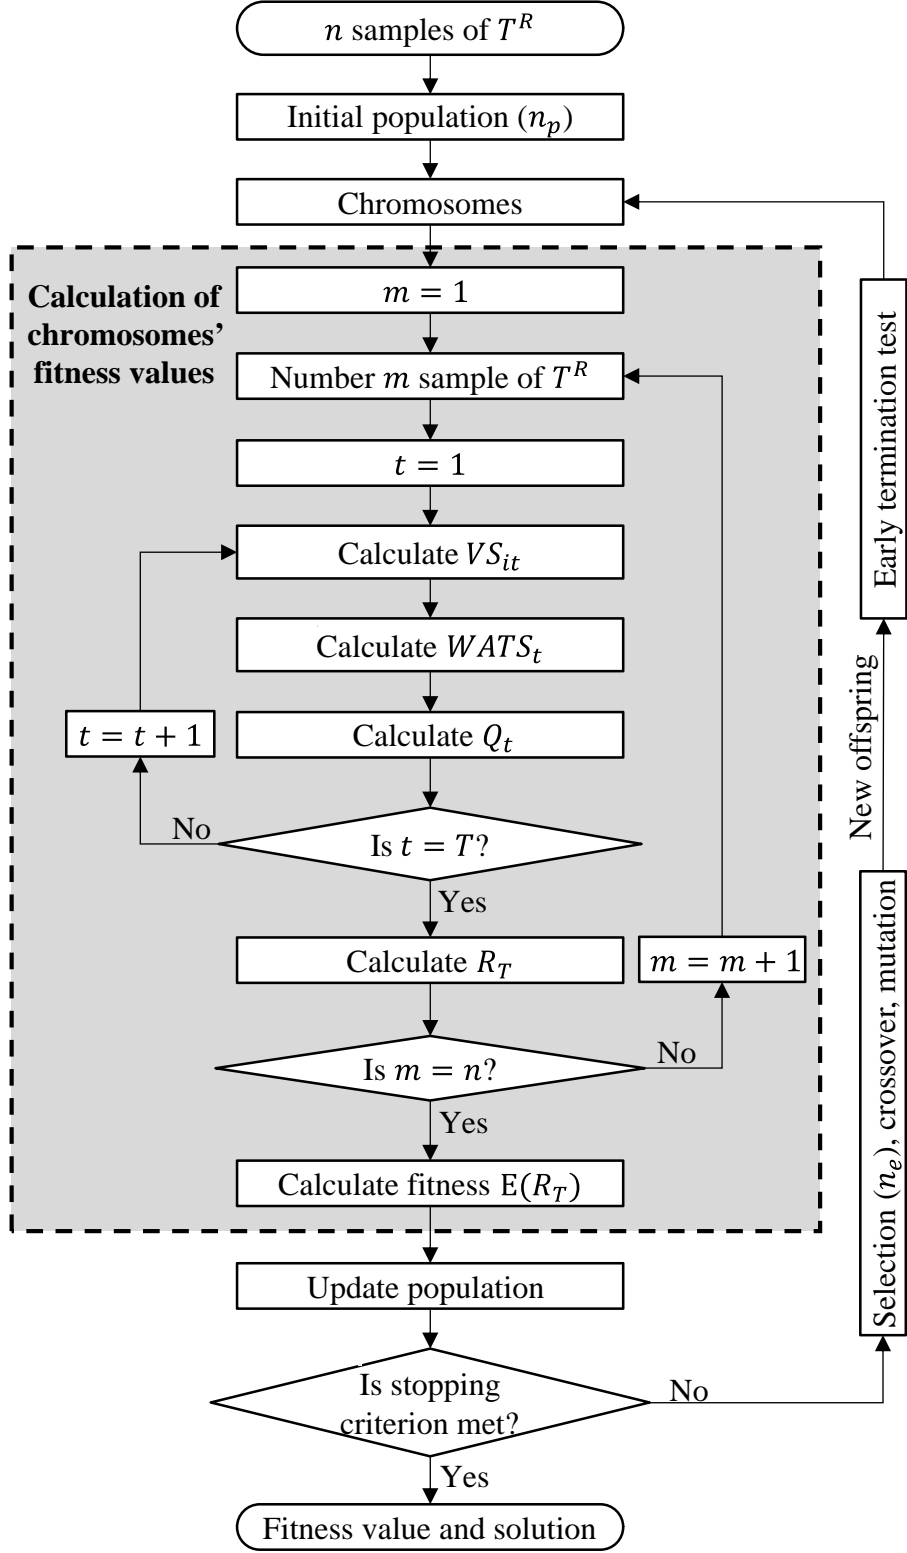 n samples of T^R
Initial population (n_p)
Chromosomes
Calculation of
chromosomes’
fitness values
m = 1
Number m sample of T^R
t = 1
Calculate VS_{it}
Calculate WATS_t
Calculate Q_t
t = t + 1
Is t = T?
No
Yes
Calculate R_T
m = m + 1
Is m = n?
No
Yes
Calculate fitness E(R_T)
Update population
Is stopping
criterion met?
No
Yes
Fitness value and solution
Selection (n_e), crossover, mutation
New offspring
Early termination test